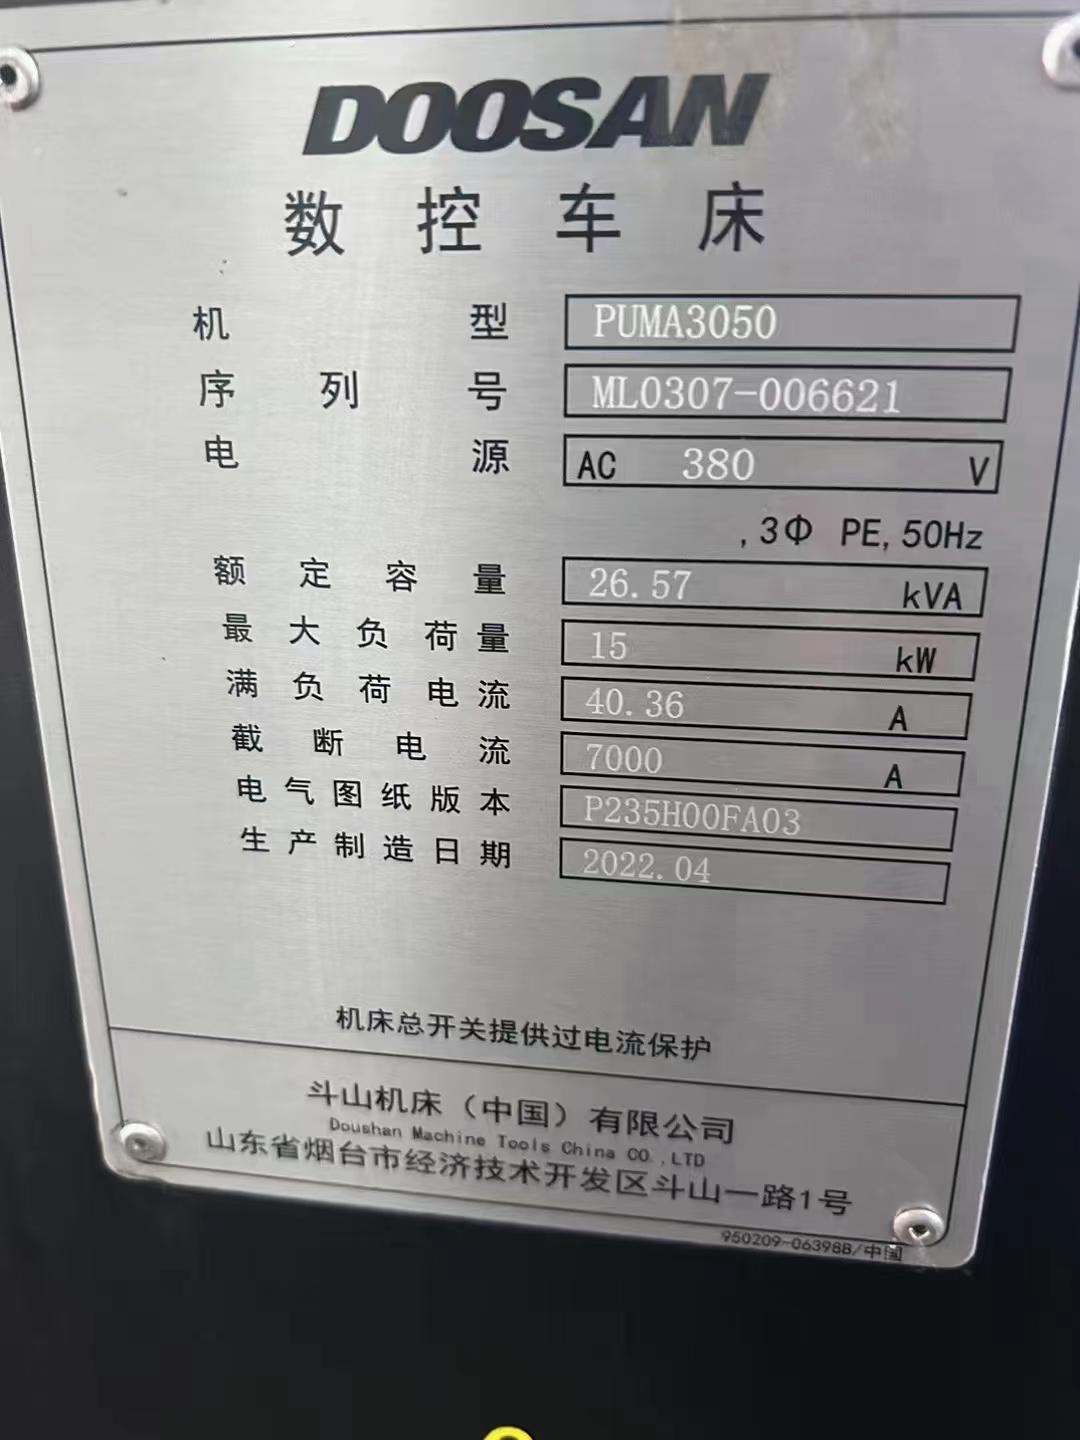 DOOSAN
数控车床
机型 PUMA3050
序列号 ML0307-006621
电源 AC 380 V
,3Φ PE,50Hz
额定容量 26.57 kVA
最大负荷量 15 kW
满负荷电流 40.36 A
截断电流 7000 A
电气图纸版本 P235H00FA03
生产制造日期 2022.04
机床总开关提供过电流保护
斗山机床（中国）有限公司
Doushan Machine Tools China CO.,LTD
山东省烟台市经济技术开发区斗山一路1号
950209-06398B/中国